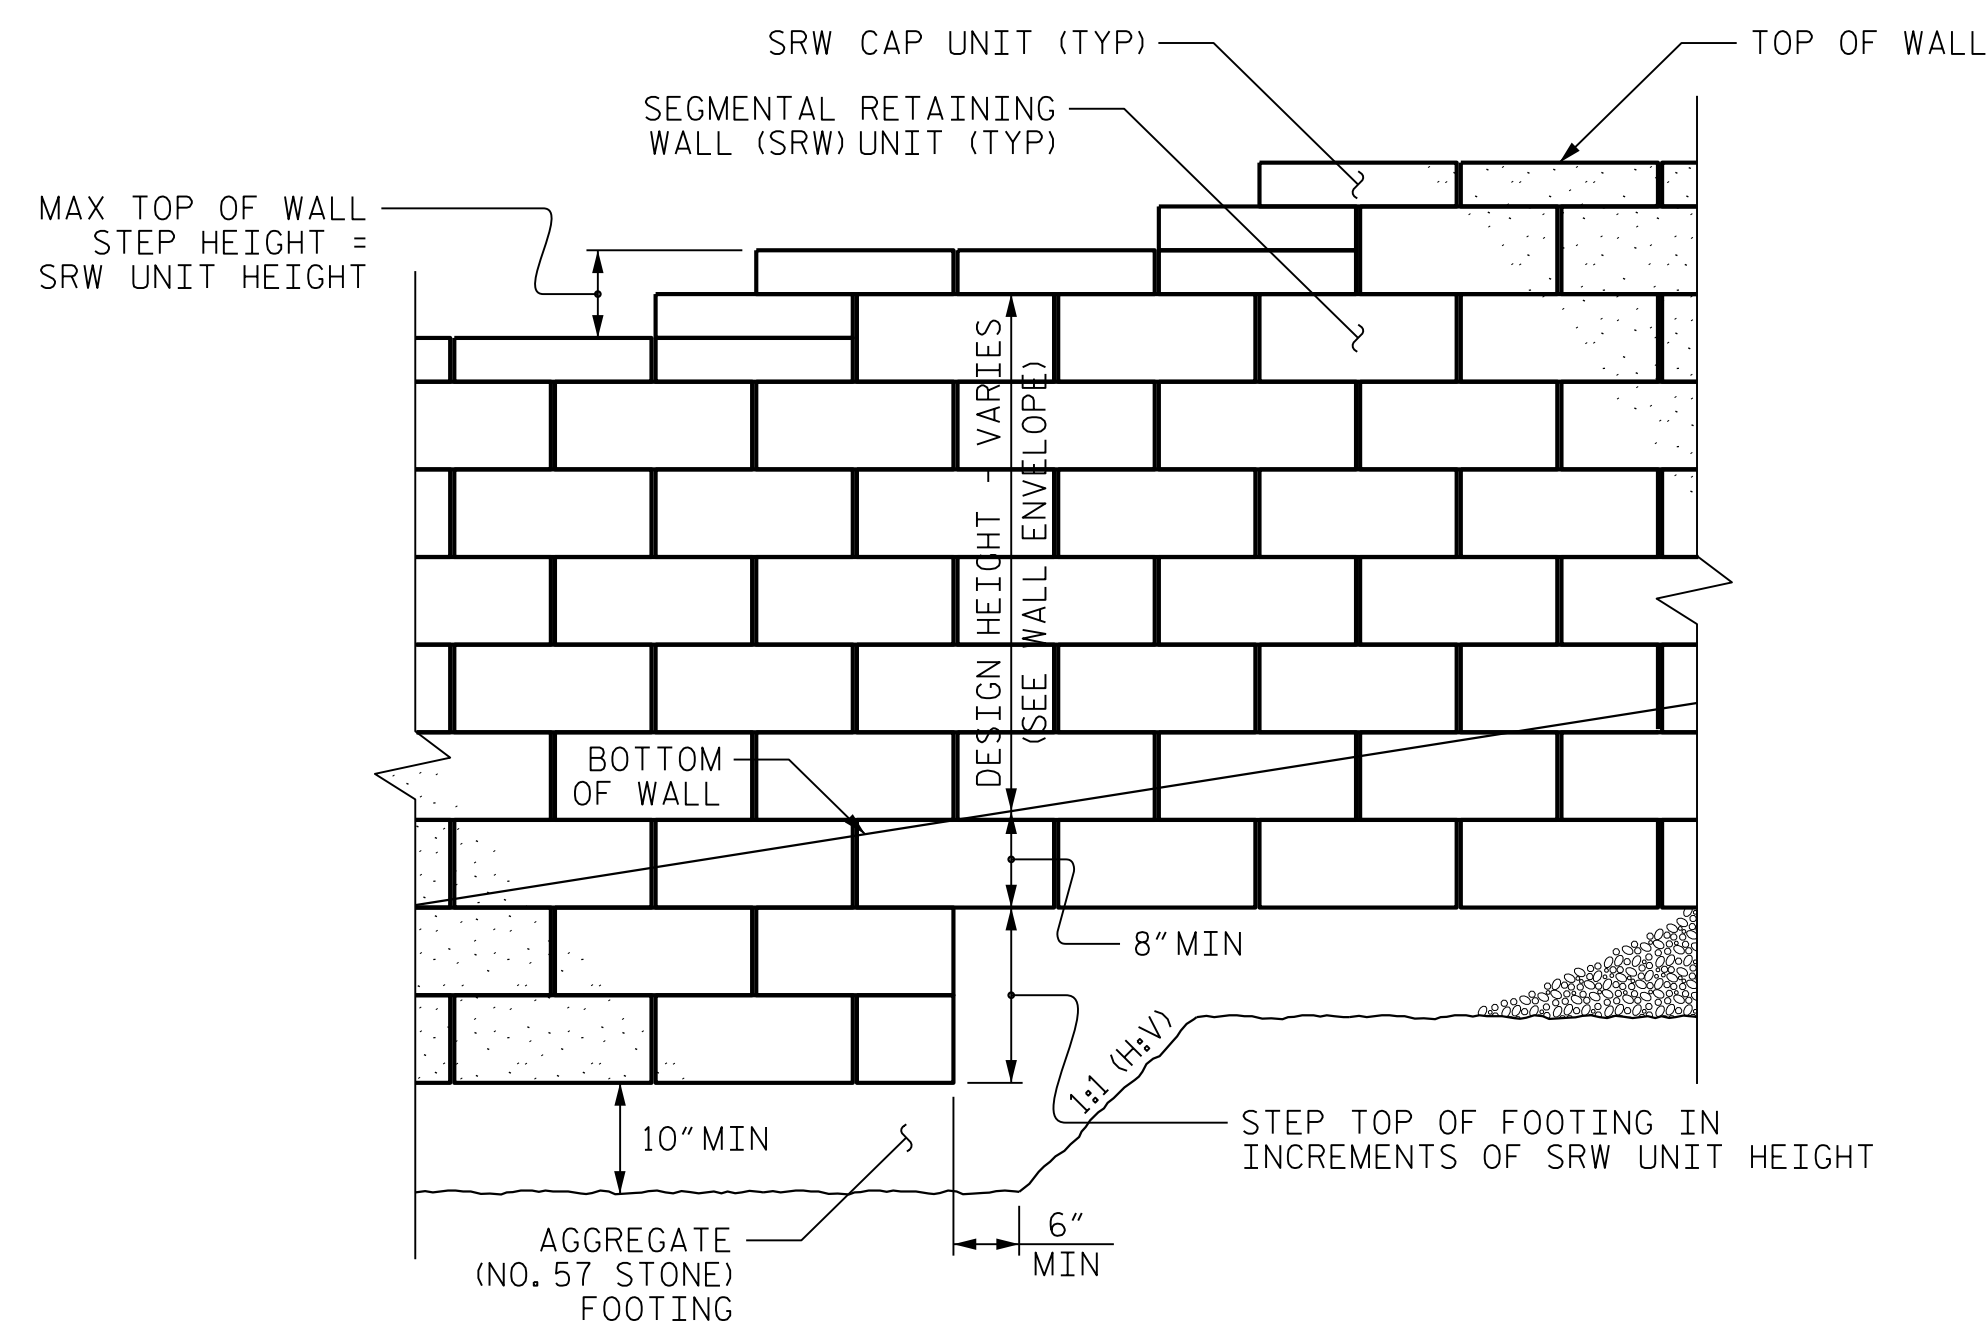 SRW CAP UNIT (TYP)
TOP OF WALL
SEGMENTAL RETAINING
WALL (SRW) UNIT (TYP)
MAX TOP OF WALL
STEP HEIGHT =
SRW UNIT HEIGHT
DESIGN HEIGHT - VARIES
(SEE WALL ENVELOPE)
BOTTOM
OF WALL
8" MIN
1:1 (H:V)
STEP TOP OF FOOTING IN
INCREMENTS OF SRW UNIT HEIGHT
10" MIN
6"
MIN
AGGREGATE
(NO. 57 STONE)
FOOTING